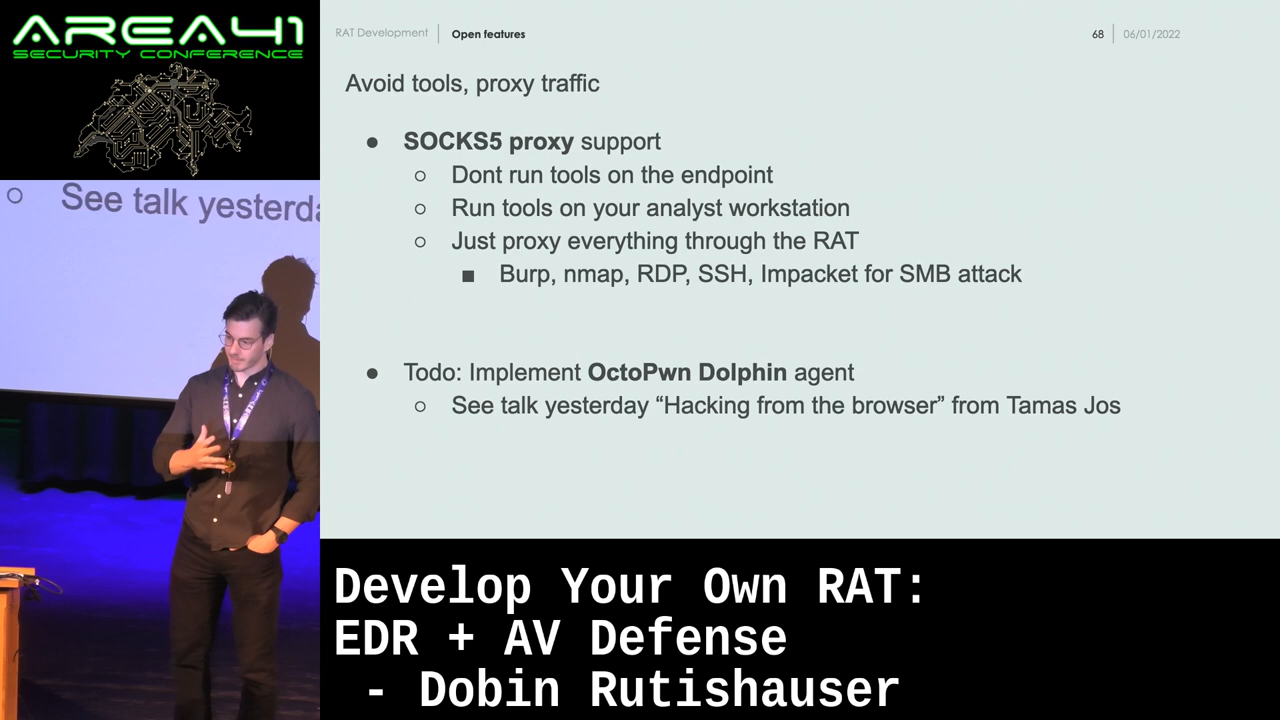 AREA41
SECURITY CONFERENCE
See talk yesterda
RAT Development
Open features
68
06/01/2022
Avoid tools, proxy traffic
● SOCKS5 proxy support
○ Dont run tools on the endpoint
○ Run tools on your analyst workstation
○ Just proxy everything through the RAT
■ Burp, nmap, RDP, SSH, Impacket for SMB attack
● Todo: Implement OctoPwn Dolphin agent
○ See talk yesterday “Hacking from the browser” from Tamas Jos
Develop Your Own RAT:
EDR + AV Defense
- Dobin Rutishauser